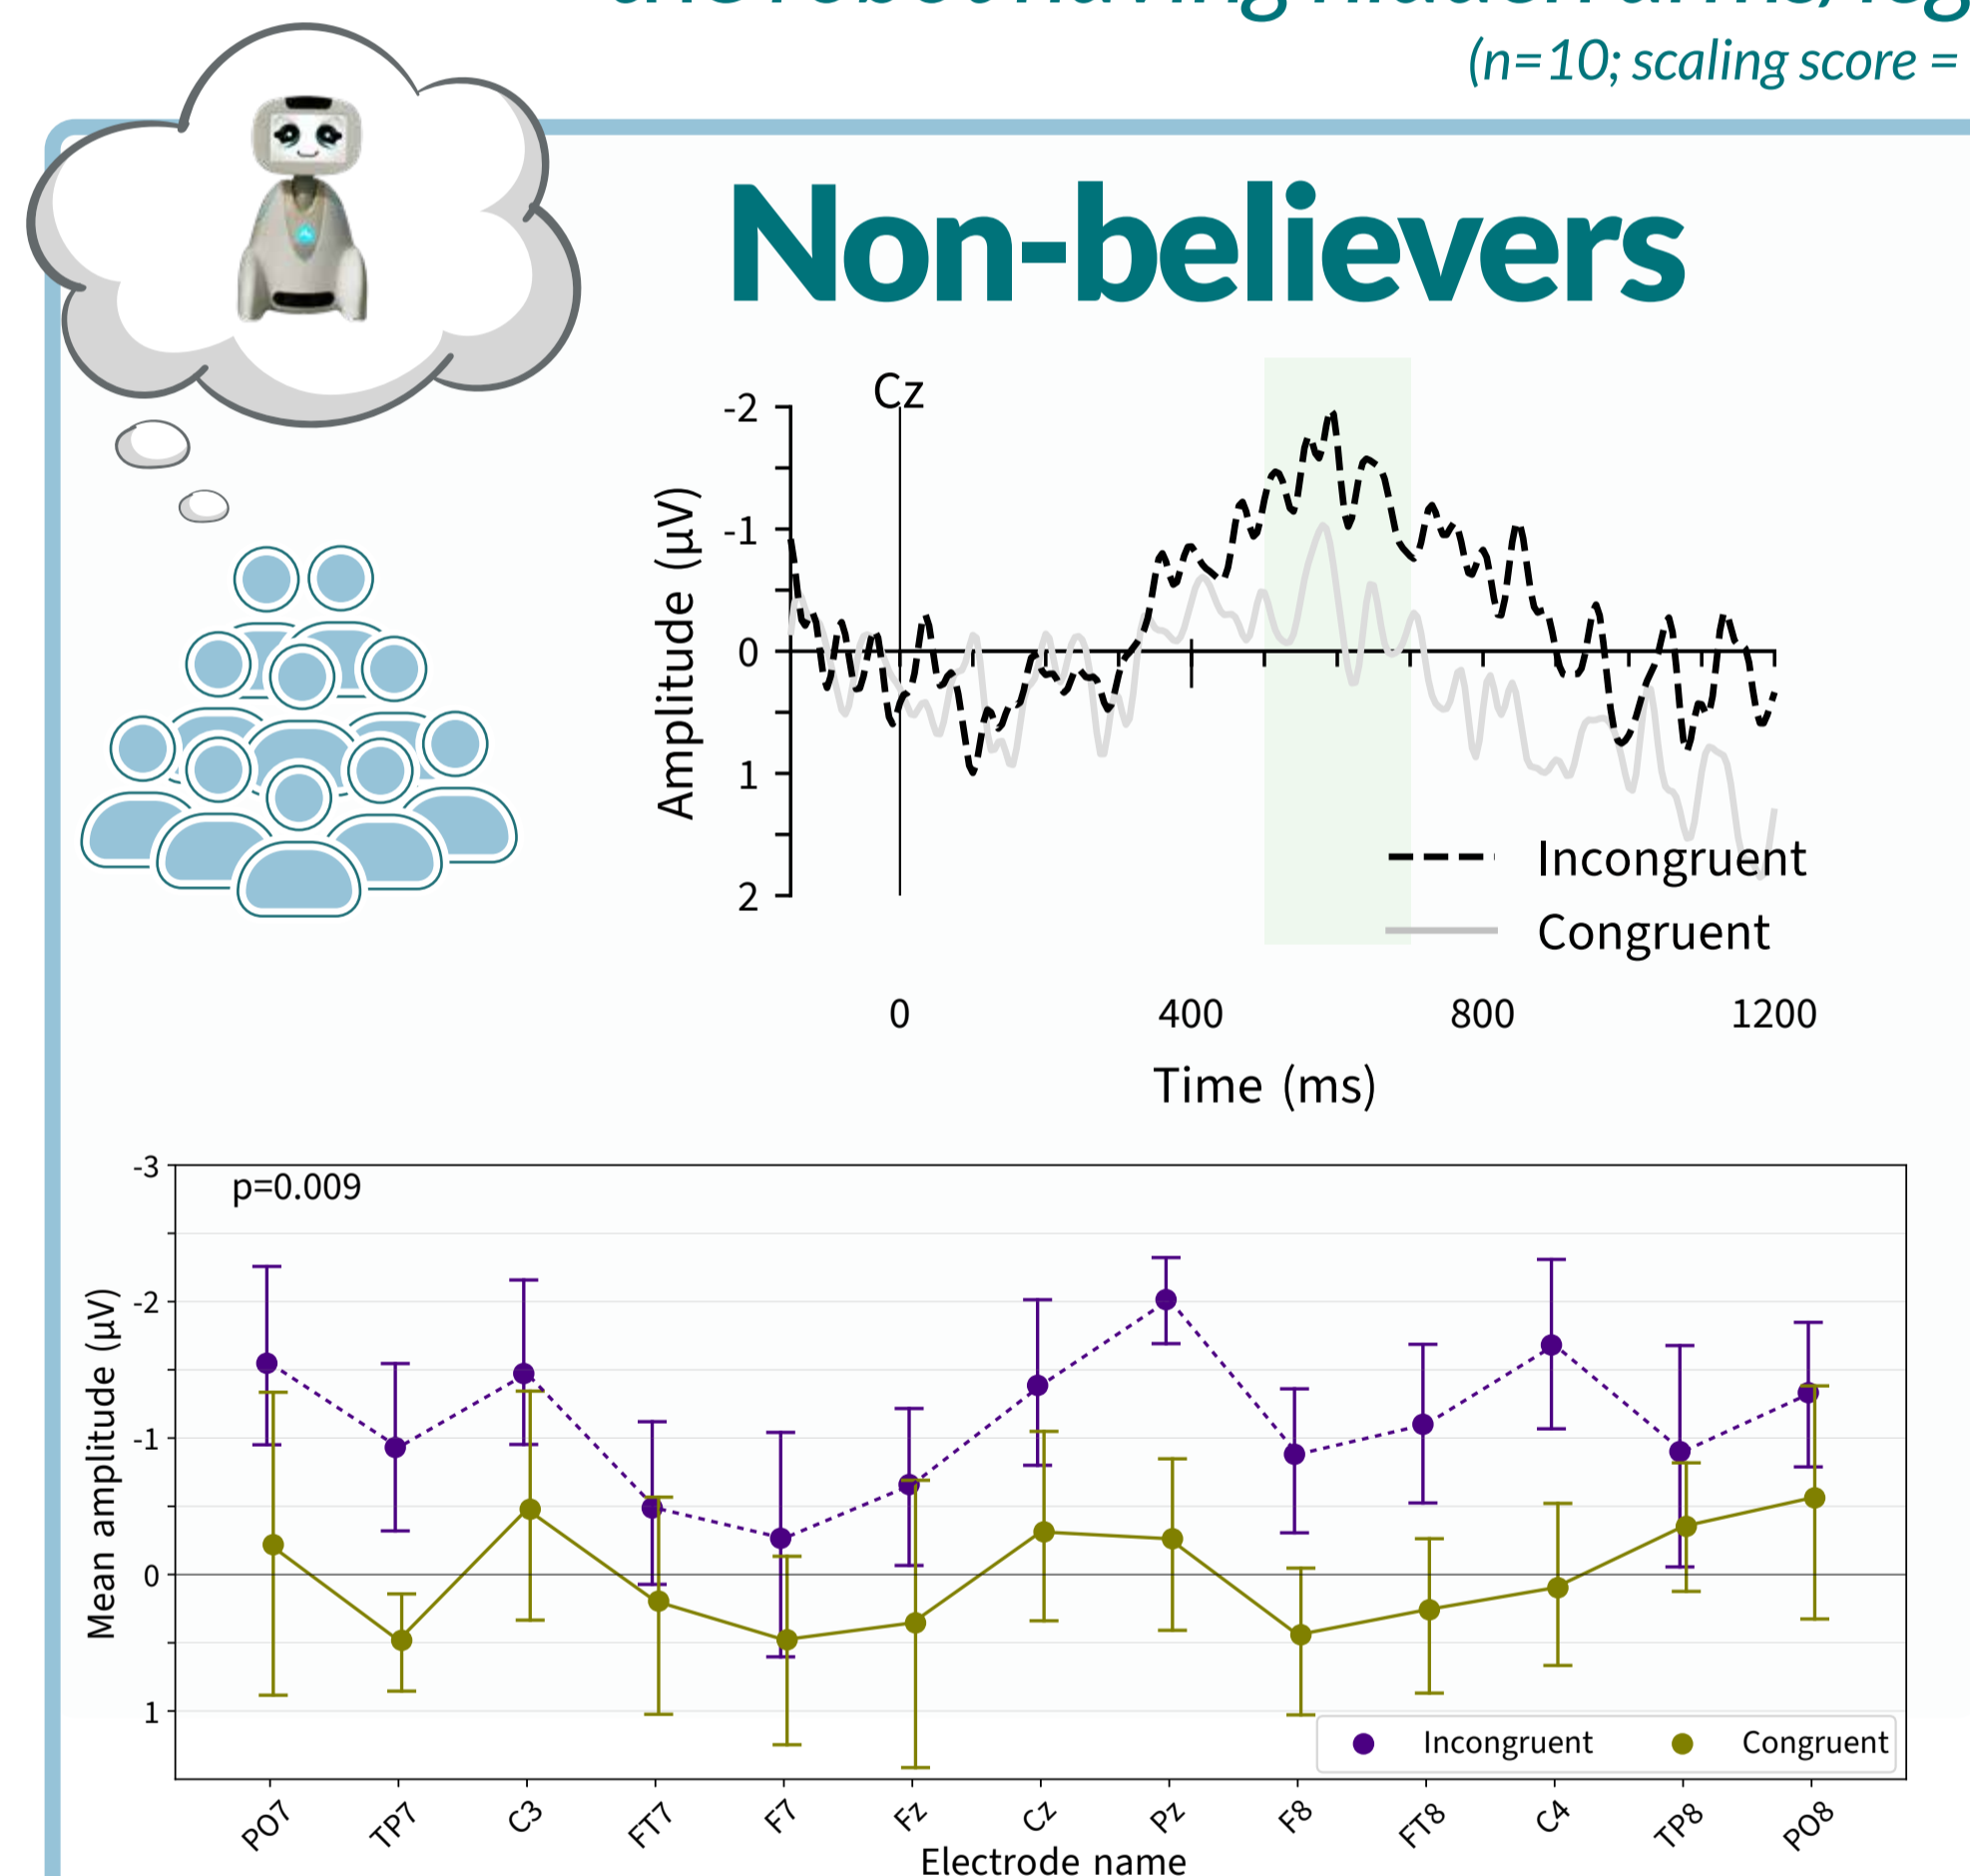 (n=10; scaling score =
Non-believers
Cz
-2
-1
0
1
2
Amplitude (µV)
Incongruent
Congruent
0 400 800 1200
Time (ms)
p=0.009
-3
-2
-1
0
1
Mean amplitude (µV)
Incongruent Congruent
PO7 TP7 C3 FT7 F7 Fz Cz Pz F8 FT8 C4 TP8 PO8
Electrode name